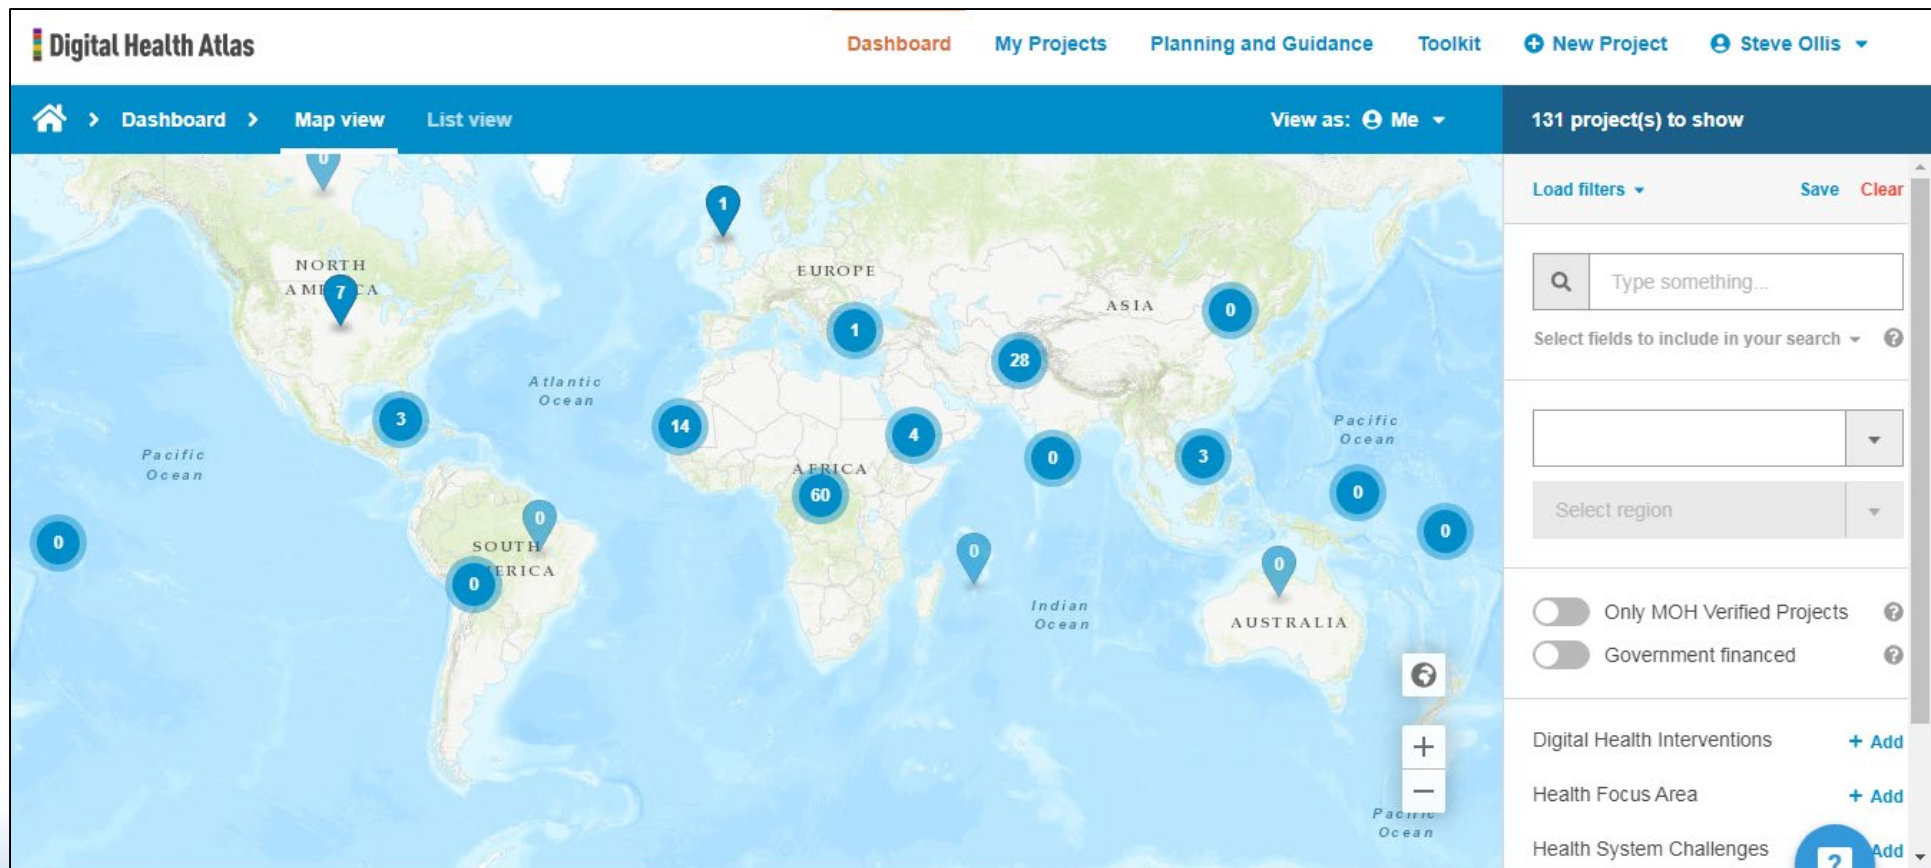 Digital Health Atlas
Dashboard
My Projects
Planning and Guidance
Toolkit
New Project
Steve Ollis
Dashboard
Map view
List view
View as: Me
131 project(s) to show
Load filters
Save
Clear
Type something...
Select fields to include in your search
Select region
Only MOH Verified Projects
Government financed
Digital Health Interventions
+ Add
Health Focus Area
+ Add
Health System Challenges
Add
?
0
1
NORTH
AMERICA
7
EUROPE
ASIA
0
1
28
Atlantic
Ocean
3
14
4
Pacific
Ocean
Pacific
Ocean
0
3
AFRICA
60
0
0
0
0
SOUTH
AMERICA
0
0
0
Indian
Ocean
AUSTRALIA
Pacific
Ocean